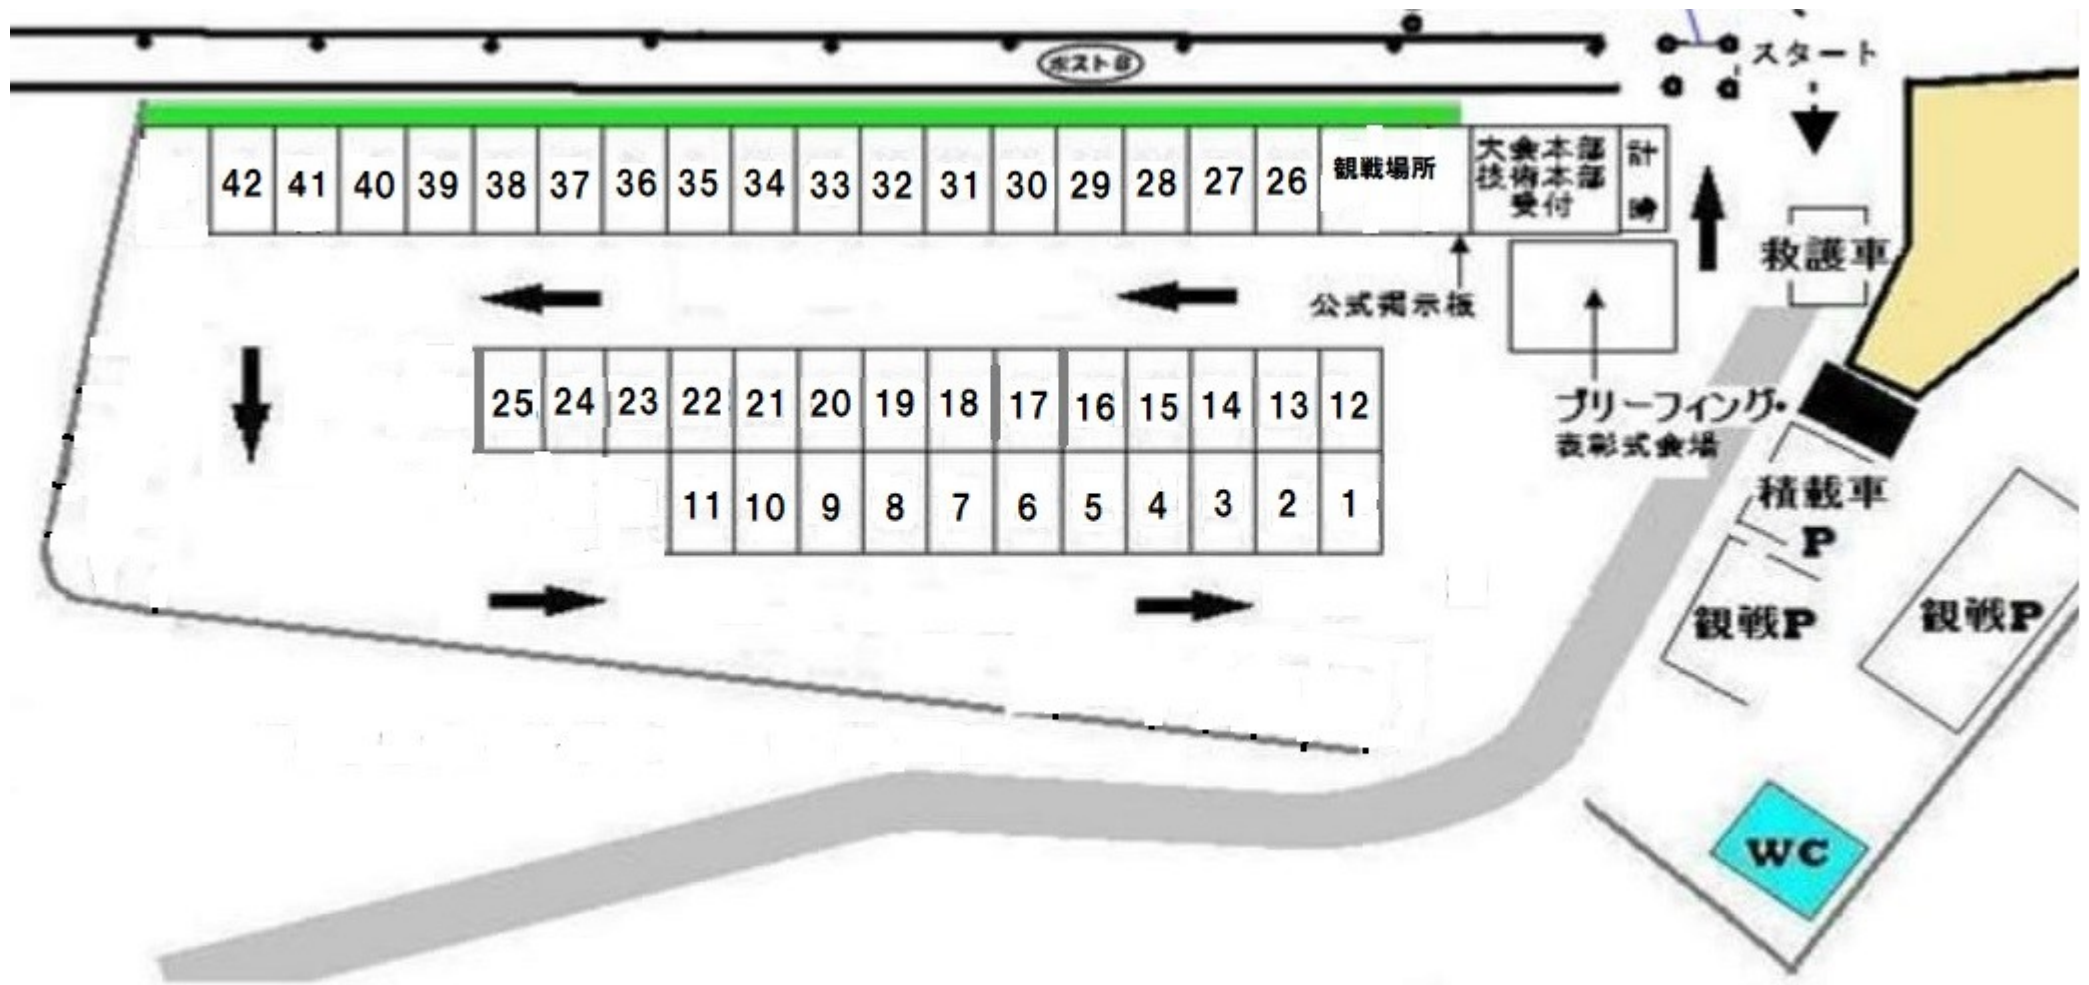 ポスト8
スタート
42 41 40 39 38 37 36 35 34 33 32 31 30 29 28 27 26
観戦場所
大会本部
技術本部
受付
計
時
救護車
公式掲示板
25 24 23 22 21 20 19 18 17 16 15 14 13 12
ブリーフィング・
表彰式会場
11 10 9 8 7 6 5 4 3 2 1
積載車
P
観戦P
観戦P
WC